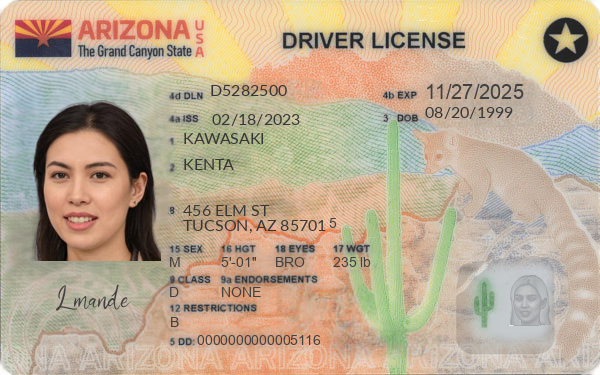 ARIZONA USA
The Grand Canyon State
DRIVER LICENSE
4d DLN D5282500
4b EXP 11/27/2025
4a ISS 02/18/2023
3 DOB 08/20/1999
1 KAWASAKI
2 KENTA
8 456 ELM ST
TUCSON, AZ 85701 5
15 SEX 16 HGT 18 EYES 17 WGT
M 5'-01" BRO 235 lb
9 CLASS 9a ENDORSEMENTS
D NONE
12 RESTRICTIONS
B
Lmande
5 DD: 0000000000005116
ARIZONA ARIZONA ARIZONA ARIZONA